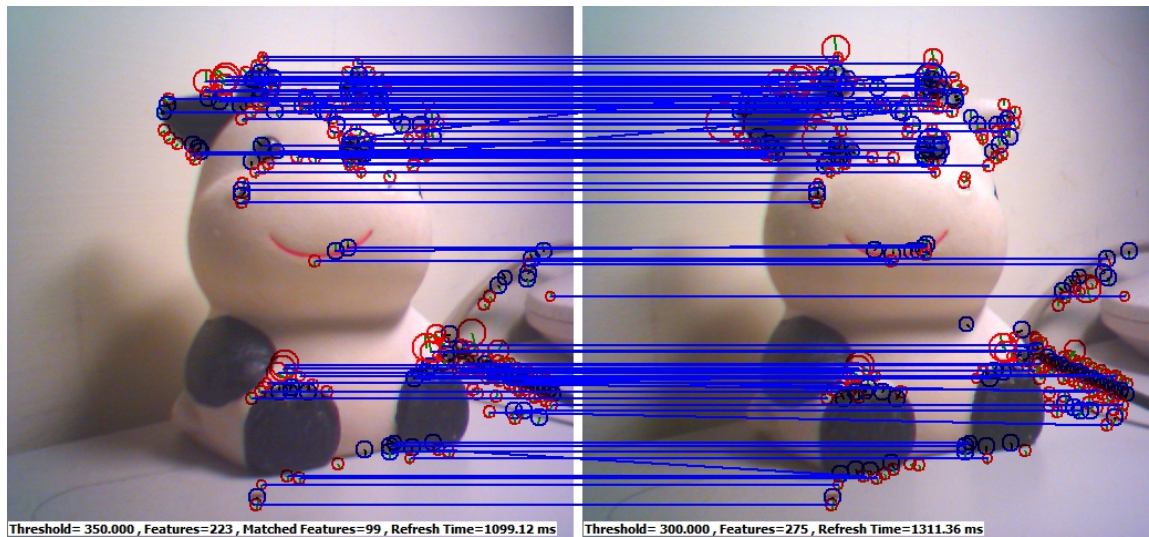 Threshold= 350.000 , Features=223 , Matched Features=99 , Refresh Time=1099.12 ms
Threshold= 300.000 , Features=275 , Refresh Time=1311.36 ms